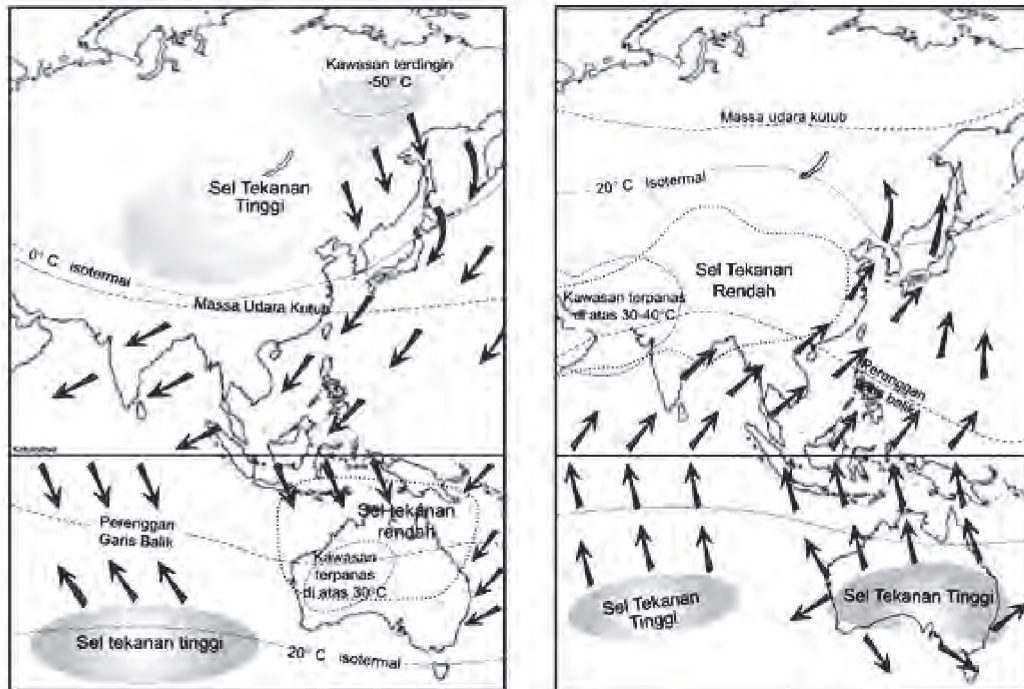 Kawasan terdingin
-50° C
Sel Tekanan
Tinggi
0° C isotermal
Massa Udara Kutub
Perenggan
Garis Balik
Sel tekanan
rendah
Kawasan
terpanas
di atas 30°C
Sel tekanan tinggi
20° C isotermal
Massa udara kutub
20° C Isotermal
Sel Tekanan
Rendah
Kawasan terpanas
di atas 30-40°C
Peranggan
balik
Sel Tekanan
Tinggi
Sel Tekanan Tinggi